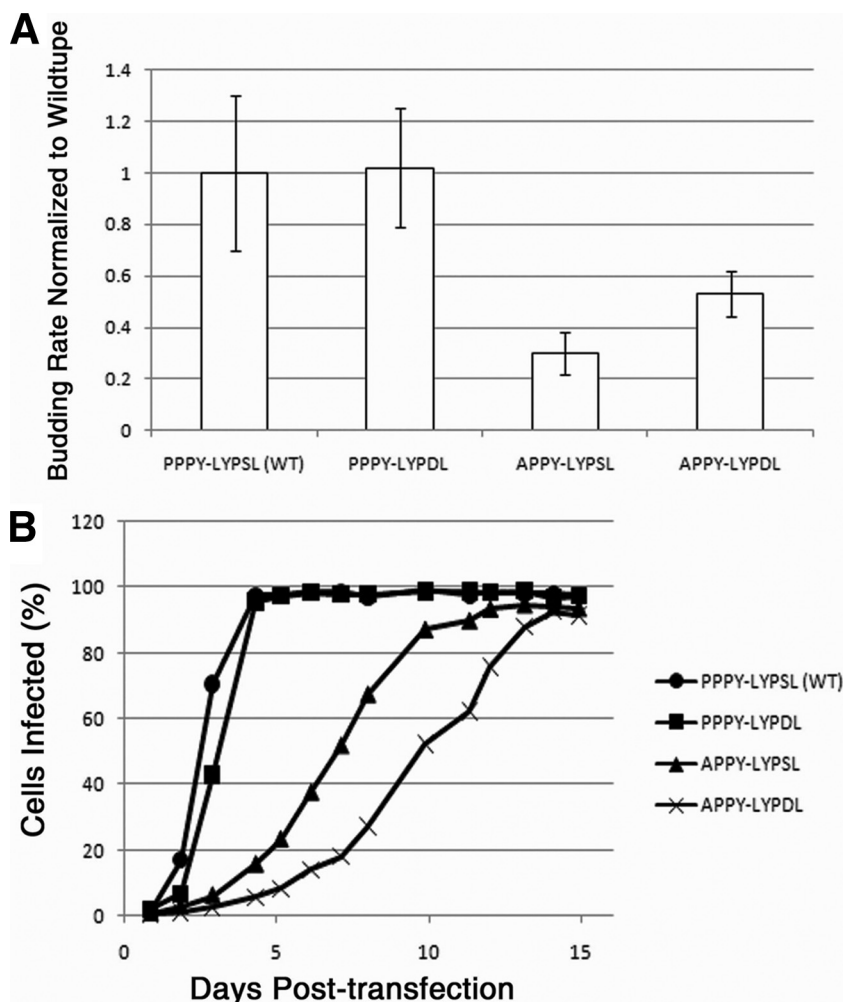 A
Budding Rate Normalized to Wildtupe
1.4
1.2
1
0.8
0.6
0.4
0.2
0
PPPY-LYPSL (WT) PPPY-LYPDL APPY-LYPSL APPY-LYPDL
B
Cells Infected (%)
120
100
80
60
40
20
0
0 5 10 15
Days Post-transfection
PPPY-LYPSL (WT)
PPPY-LYPDL
APPY-LYPSL
APPY-LYPDL